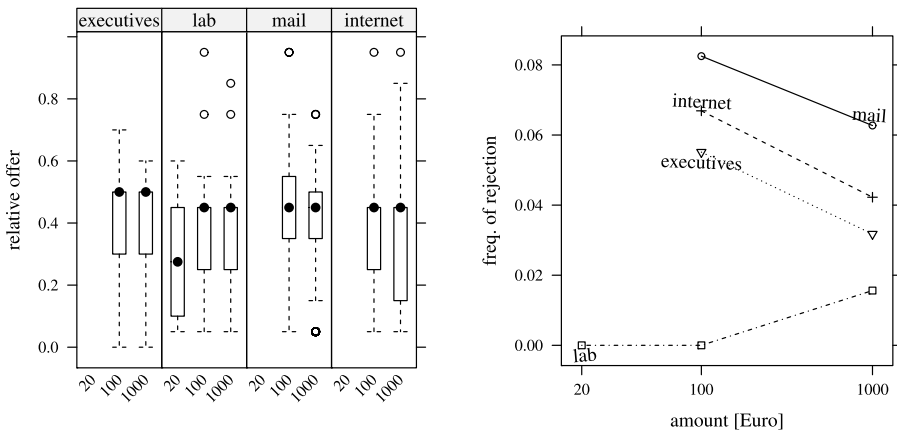 executives lab mail internet
relative offer
0.8
0.6
0.4
0.2
0.0
20 100 1000 20 100 1000 20 100 1000 20 100 1000
freq. of rejection
0.08
0.06
0.04
0.02
0.00
mail
internet
executives
lab
20 100 1000
amount [Euro]